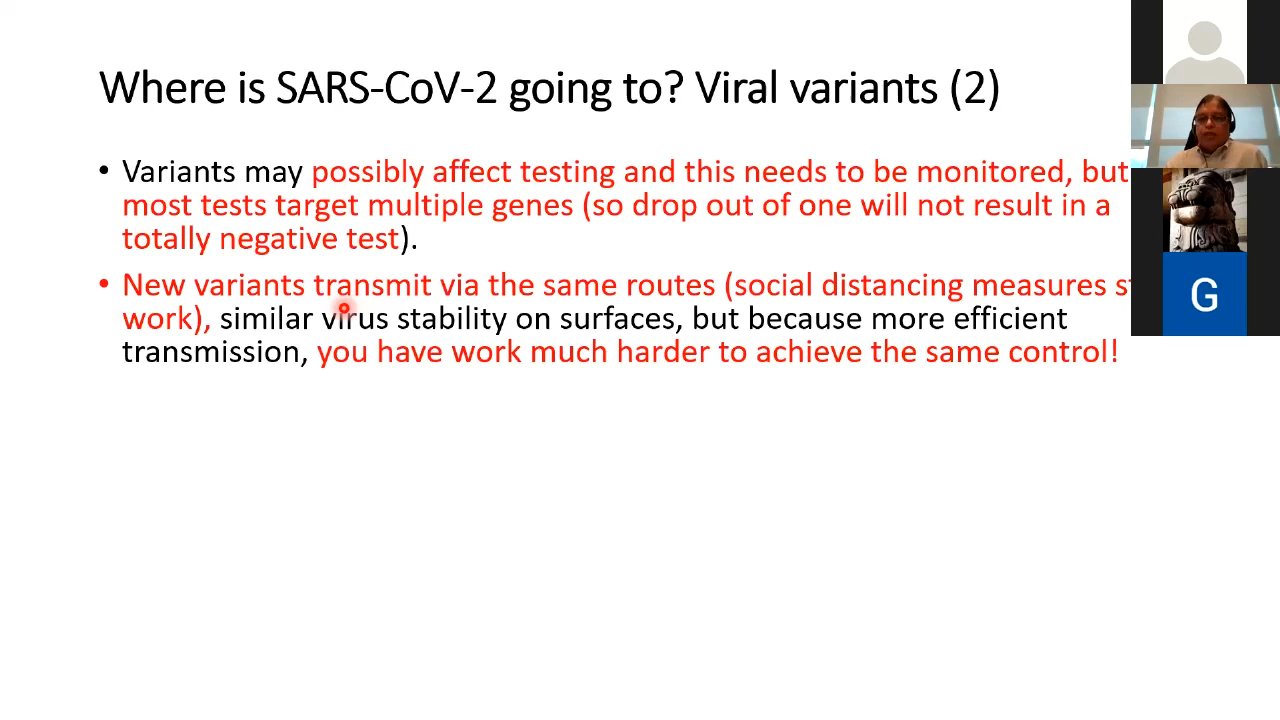 Where is SARS-CoV-2 going to? Viral variants (2)
• Variants may possibly affect testing and this needs to be monitored, but
most tests target multiple genes (so drop out of one will not result in a
totally negative test).
• New variants transmit via the same routes (social distancing measures
work), similar virus stability on surfaces, but because more efficient
transmission, you have work much harder to achieve the same control!
G